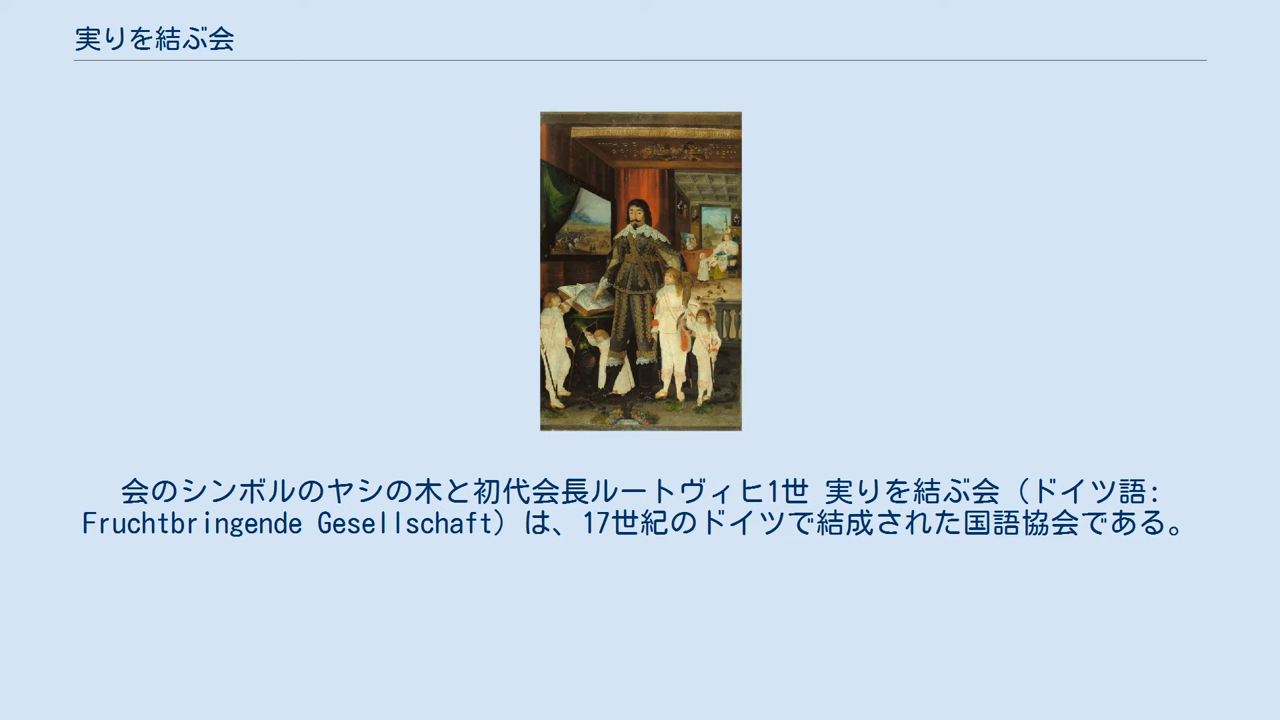 実りを結ぶ会
会のシンボルのヤシの木と初代会長ルートヴィヒ1世 実りを結ぶ会（ドイツ語:
Fruchtbringende Gesellschaft）は、17世紀のドイツで結成された国語協会である。